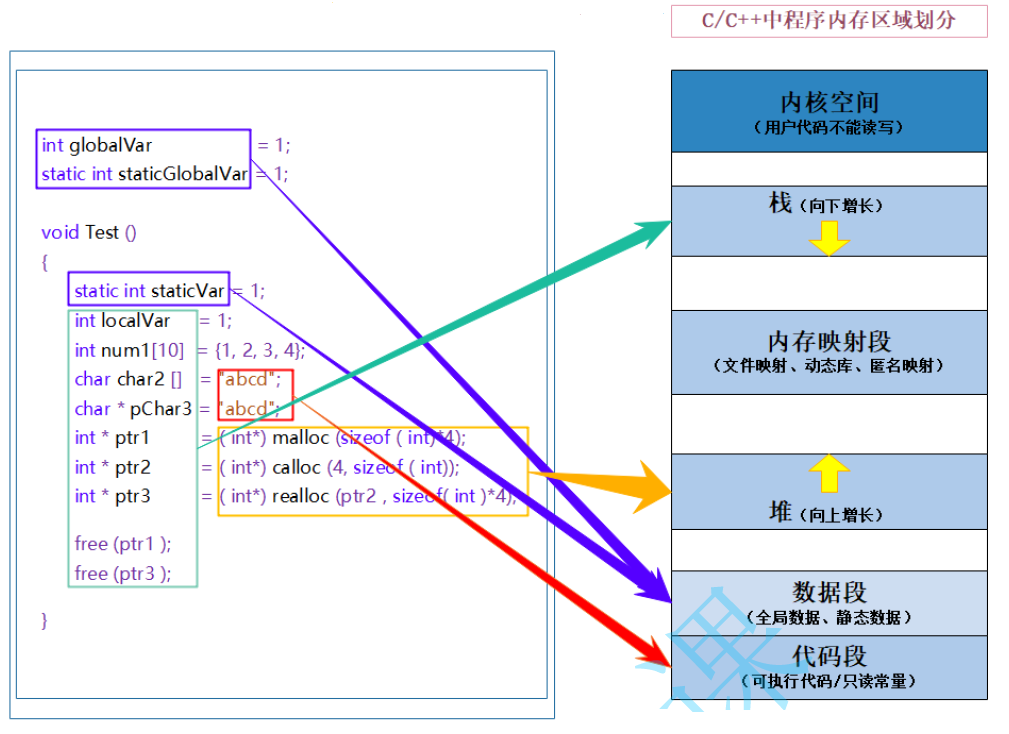 C/C++中程序内存区域划分
int globalVar = 1;
static int staticGlobalVar = 1;
void Test ()
{
static int staticVar = 1;
int localVar = 1;
int num1[10] = {1, 2, 3, 4};
char char2 [] = "abcd";
char * pChar3 = "abcd";
int * ptr1 = ( int*) malloc (sizeof ( int)*4);
int * ptr2 = ( int*) calloc (4, sizeof ( int));
int * ptr3 = ( int*) realloc (ptr2 , sizeof( int )*4);
free (ptr1 );
free (ptr3 );
}
内核空间
(用户代码不能读写)
栈(向下增长)
内存映射段
(文件映射、动态库、匿名映射)
堆(向上增长)
数据段
(全局数据、静态数据)
代码段
(可执行代码/只读常量)